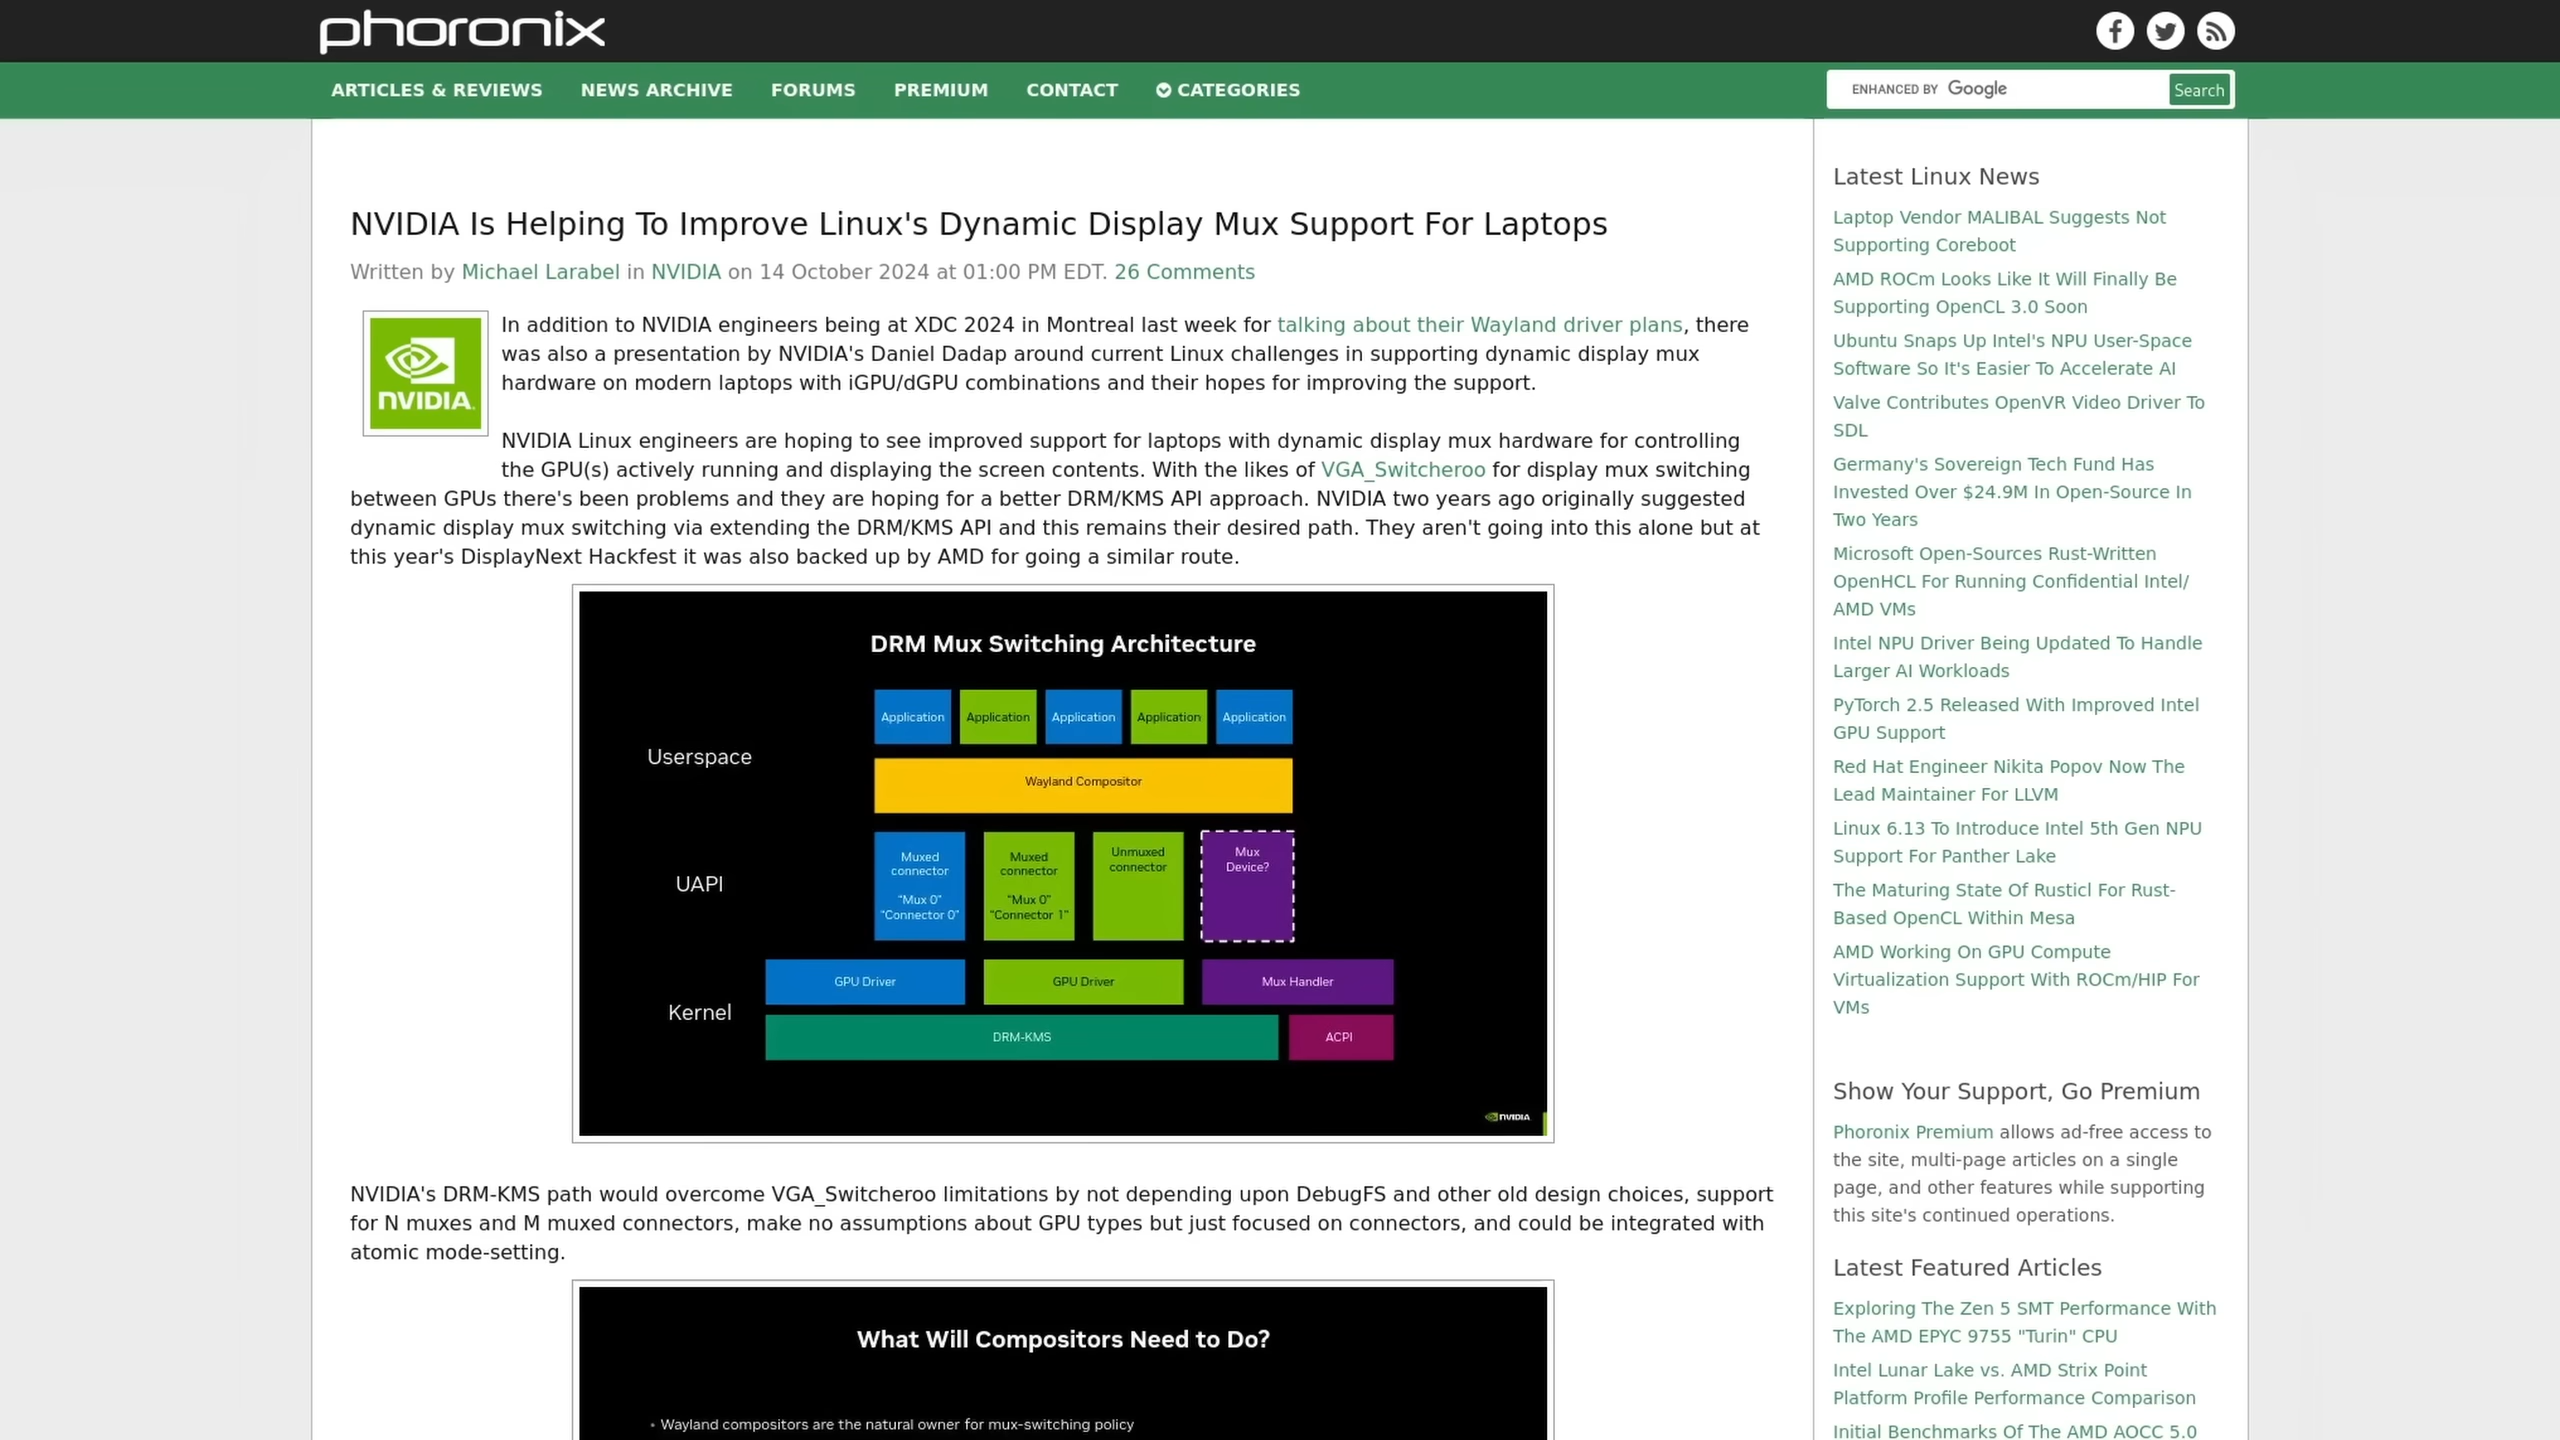 phoronix
ARTICLES & REVIEWS NEWS ARCHIVE FORUMS PREMIUM CONTACT CATEGORIES
ENHANCED BY Google Search
NVIDIA Is Helping To Improve Linux's Dynamic Display Mux Support For Laptops
Written by Michael Larabel in NVIDIA on 14 October 2024 at 01:00 PM EDT. 26 Comments
NVIDIA.
In addition to NVIDIA engineers being at XDC 2024 in Montreal last week for talking about their Wayland driver plans, there
was also a presentation by NVIDIA's Daniel Dadap around current Linux challenges in supporting dynamic display mux
hardware on modern laptops with iGPU/dGPU combinations and their hopes for improving the support.
NVIDIA Linux engineers are hoping to see improved support for laptops with dynamic display mux hardware for controlling
the GPU(s) actively running and displaying the screen contents. With the likes of VGA_Switcheroo for display mux switching
between GPUs there's been problems and they are hoping for a better DRM/KMS API approach. NVIDIA two years ago originally suggested
dynamic display mux switching via extending the DRM/KMS API and this remains their desired path. They aren't going into this alone but at
this year's DisplayNext Hackfest it was also backed up by AMD for going a similar route.
DRM Mux Switching Architecture
Userspace
Application Application Application Application Application
Wayland Compositor
UAPI
Muxed
connector
"Mux 0"
"Connector 0"
Muxed
connector
"Mux 0"
"Connector 1"
Unmuxed
connector
Mux
Device?
Kernel
GPU Driver GPU Driver Mux Handler
DRM-KMS ACPI
NVIDIA
NVIDIA's DRM-KMS path would overcome VGA_Switcheroo limitations by not depending upon DebugFS and other old design choices, support
for N muxes and M muxed connectors, make no assumptions about GPU types but just focused on connectors, and could be integrated with
atomic mode-setting.
What Will Compositors Need to Do?
• Wayland compositors are the natural owner for mux-switching policy
Latest Linux News
Laptop Vendor MALIBAL Suggests Not
Supporting Coreboot
AMD ROCm Looks Like It Will Finally Be
Supporting OpenCL 3.0 Soon
Ubuntu Snaps Up Intel's NPU User-Space
Software So It's Easier To Accelerate AI
Valve Contributes OpenVR Video Driver To
SDL
Germany's Sovereign Tech Fund Has
Invested Over $24.9M In Open-Source In
Two Years
Microsoft Open-Sources Rust-Written
OpenHCL For Running Confidential Intel/
AMD VMs
Intel NPU Driver Being Updated To Handle
Larger AI Workloads
PyTorch 2.5 Released With Improved Intel
GPU Support
Red Hat Engineer Nikita Popov Now The
Lead Maintainer For LLVM
Linux 6.13 To Introduce Intel 5th Gen NPU
Support For Panther Lake
The Maturing State Of Rusticl For Rust-
Based OpenCL Within Mesa
AMD Working On GPU Compute
Virtualization Support With ROCm/HIP For
VMs
Show Your Support, Go Premium
Phoronix Premium allows ad-free access to
the site, multi-page articles on a single
page, and other features while supporting
this site's continued operations.
Latest Featured Articles
Exploring The Zen 5 SMT Performance With
The AMD EPYC 9755 "Turin" CPU
Intel Lunar Lake vs. AMD Strix Point
Platform Profile Performance Comparison
Initial Benchmarks Of The AMD AOCC 5.0